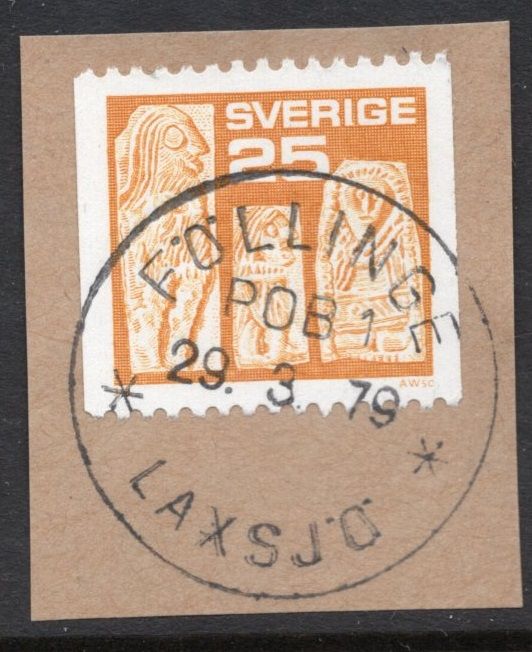 SVERIGE
25
FÖLLINGE
POB 1
* 29. 3. 79 *
LAXSJÖ
AWSC